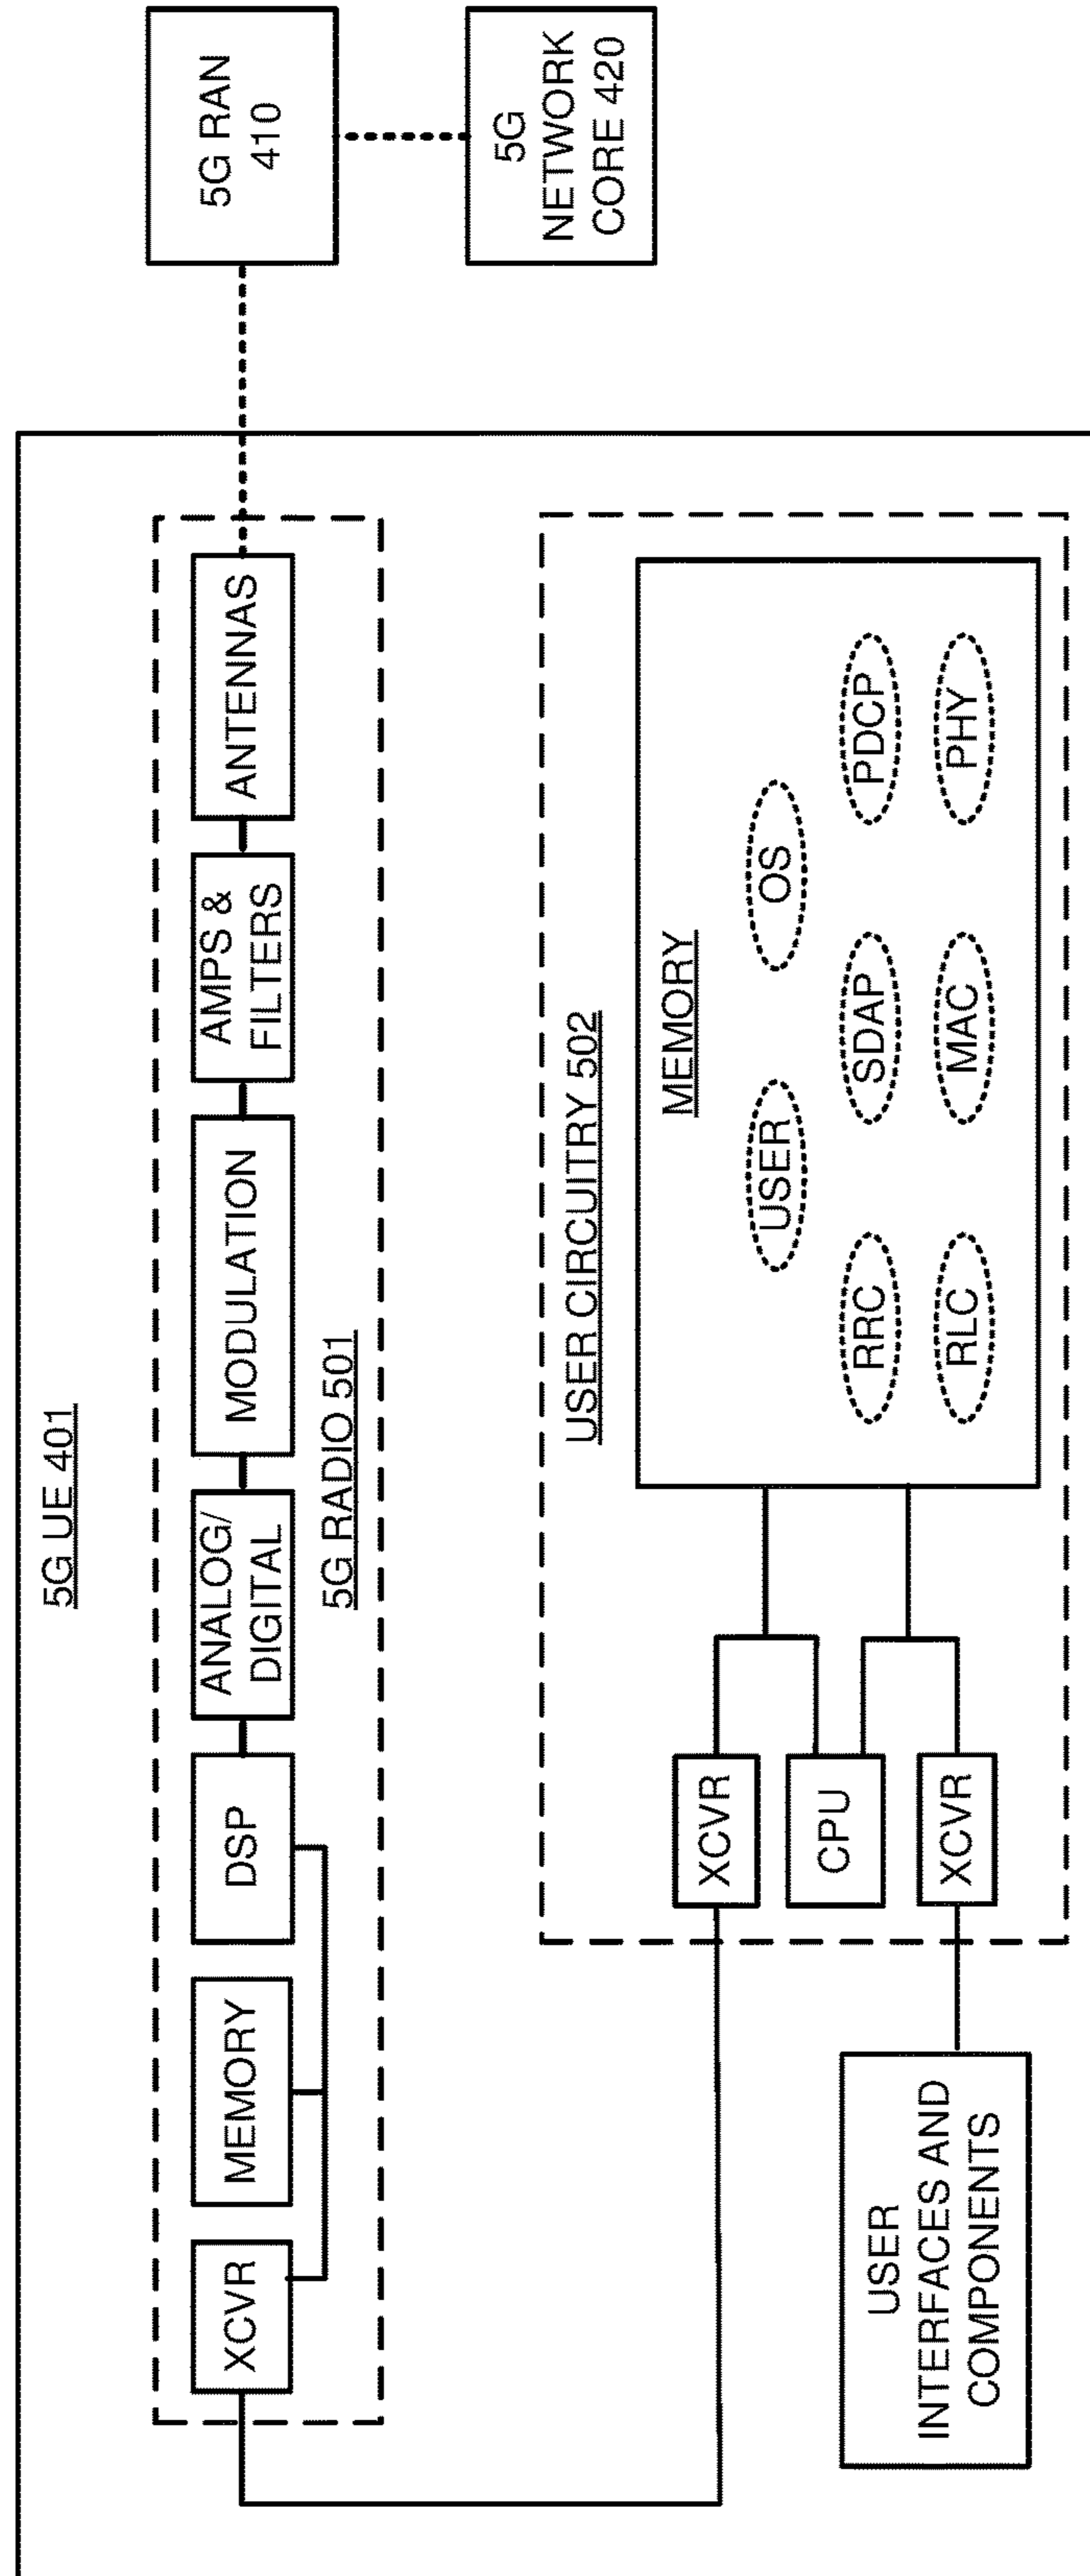 5G UE 401
XCVR
MEMORY
DSP
ANALOG/
DIGITAL
MODULATION
AMPS &
FILTERS
ANTENNAS
5G RADIO 501
5G RAN
410
5G
NETWORK
CORE 420
USER CIRCUITRY 502
XCVR
CPU
XCVR
MEMORY
USER
OS
RRC
SDAP
PDCP
RLC
MAC
PHY
USER
INTERFACES AND
COMPONENTS